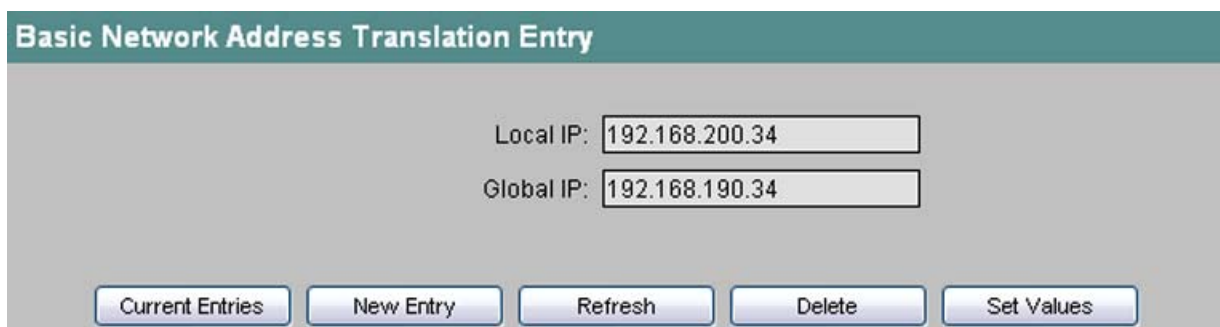 Basic Network Address Translation Entry
Local IP: 192.168.200.34
Global IP: 192.168.190.34
Current Entries New Entry Refresh Delete Set Values